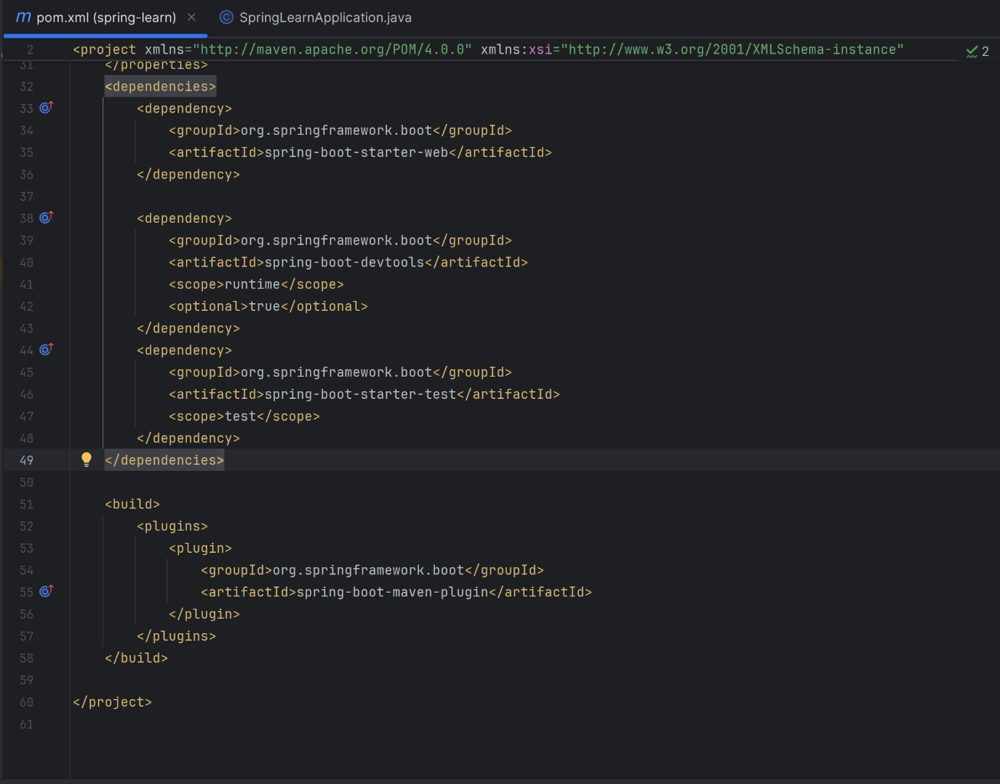 m pom.xml (spring-learn) × © SpringLearnApplication.java
2 <project xmlns="http://maven.apache.org/POM/4.0.0" xmlns:xsi="http://www.w3.org/2001/XMLSchema-instance" 2
31 </properties>
32 <dependencies>
33 <dependency>
34 <groupId>org.springframework.boot</groupId>
35 <artifactId>spring-boot-starter-web</artifactId>
36 </dependency>
37
38 <dependency>
39 <groupId>org.springframework.boot</groupId>
40 <artifactId>spring-boot-devtools</artifactId>
41 <scope>runtime</scope>
42 <optional>true</optional>
43 </dependency>
44 <dependency>
45 <groupId>org.springframework.boot</groupId>
46 <artifactId>spring-boot-starter-test</artifactId>
47 <scope>test</scope>
48 </dependency>
49 </dependencies>
50
51 <build>
52 <plugins>
53 <plugin>
54 <groupId>org.springframework.boot</groupId>
55 <artifactId>spring-boot-maven-plugin</artifactId>
56 </plugin>
57 </plugins>
58 </build>
59
60 </project>
61